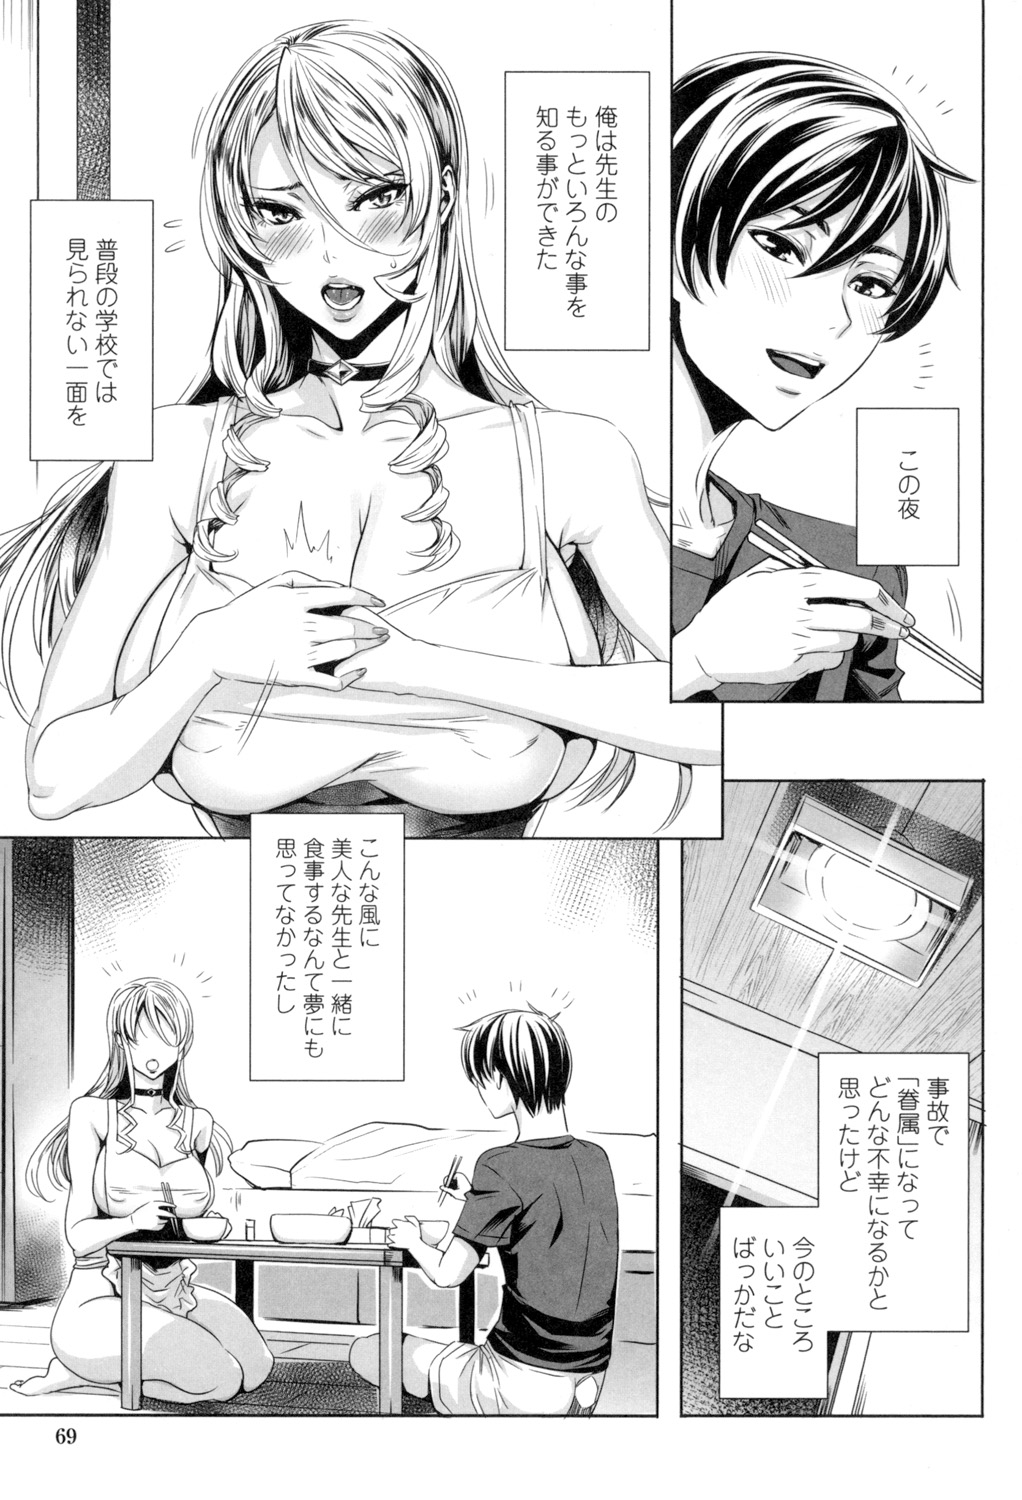 この夜
俺は先生の
もっといろんな事を
知る事ができた
普段の学校では
見られない一面を
事故で
「眷属」になって
どんな不幸になるかと
思ったけど
今のところ
いいこと
ばっかだな
こんな風に
美人な先生と一緒に
食事するなんて夢にも
思ってなかったし
69